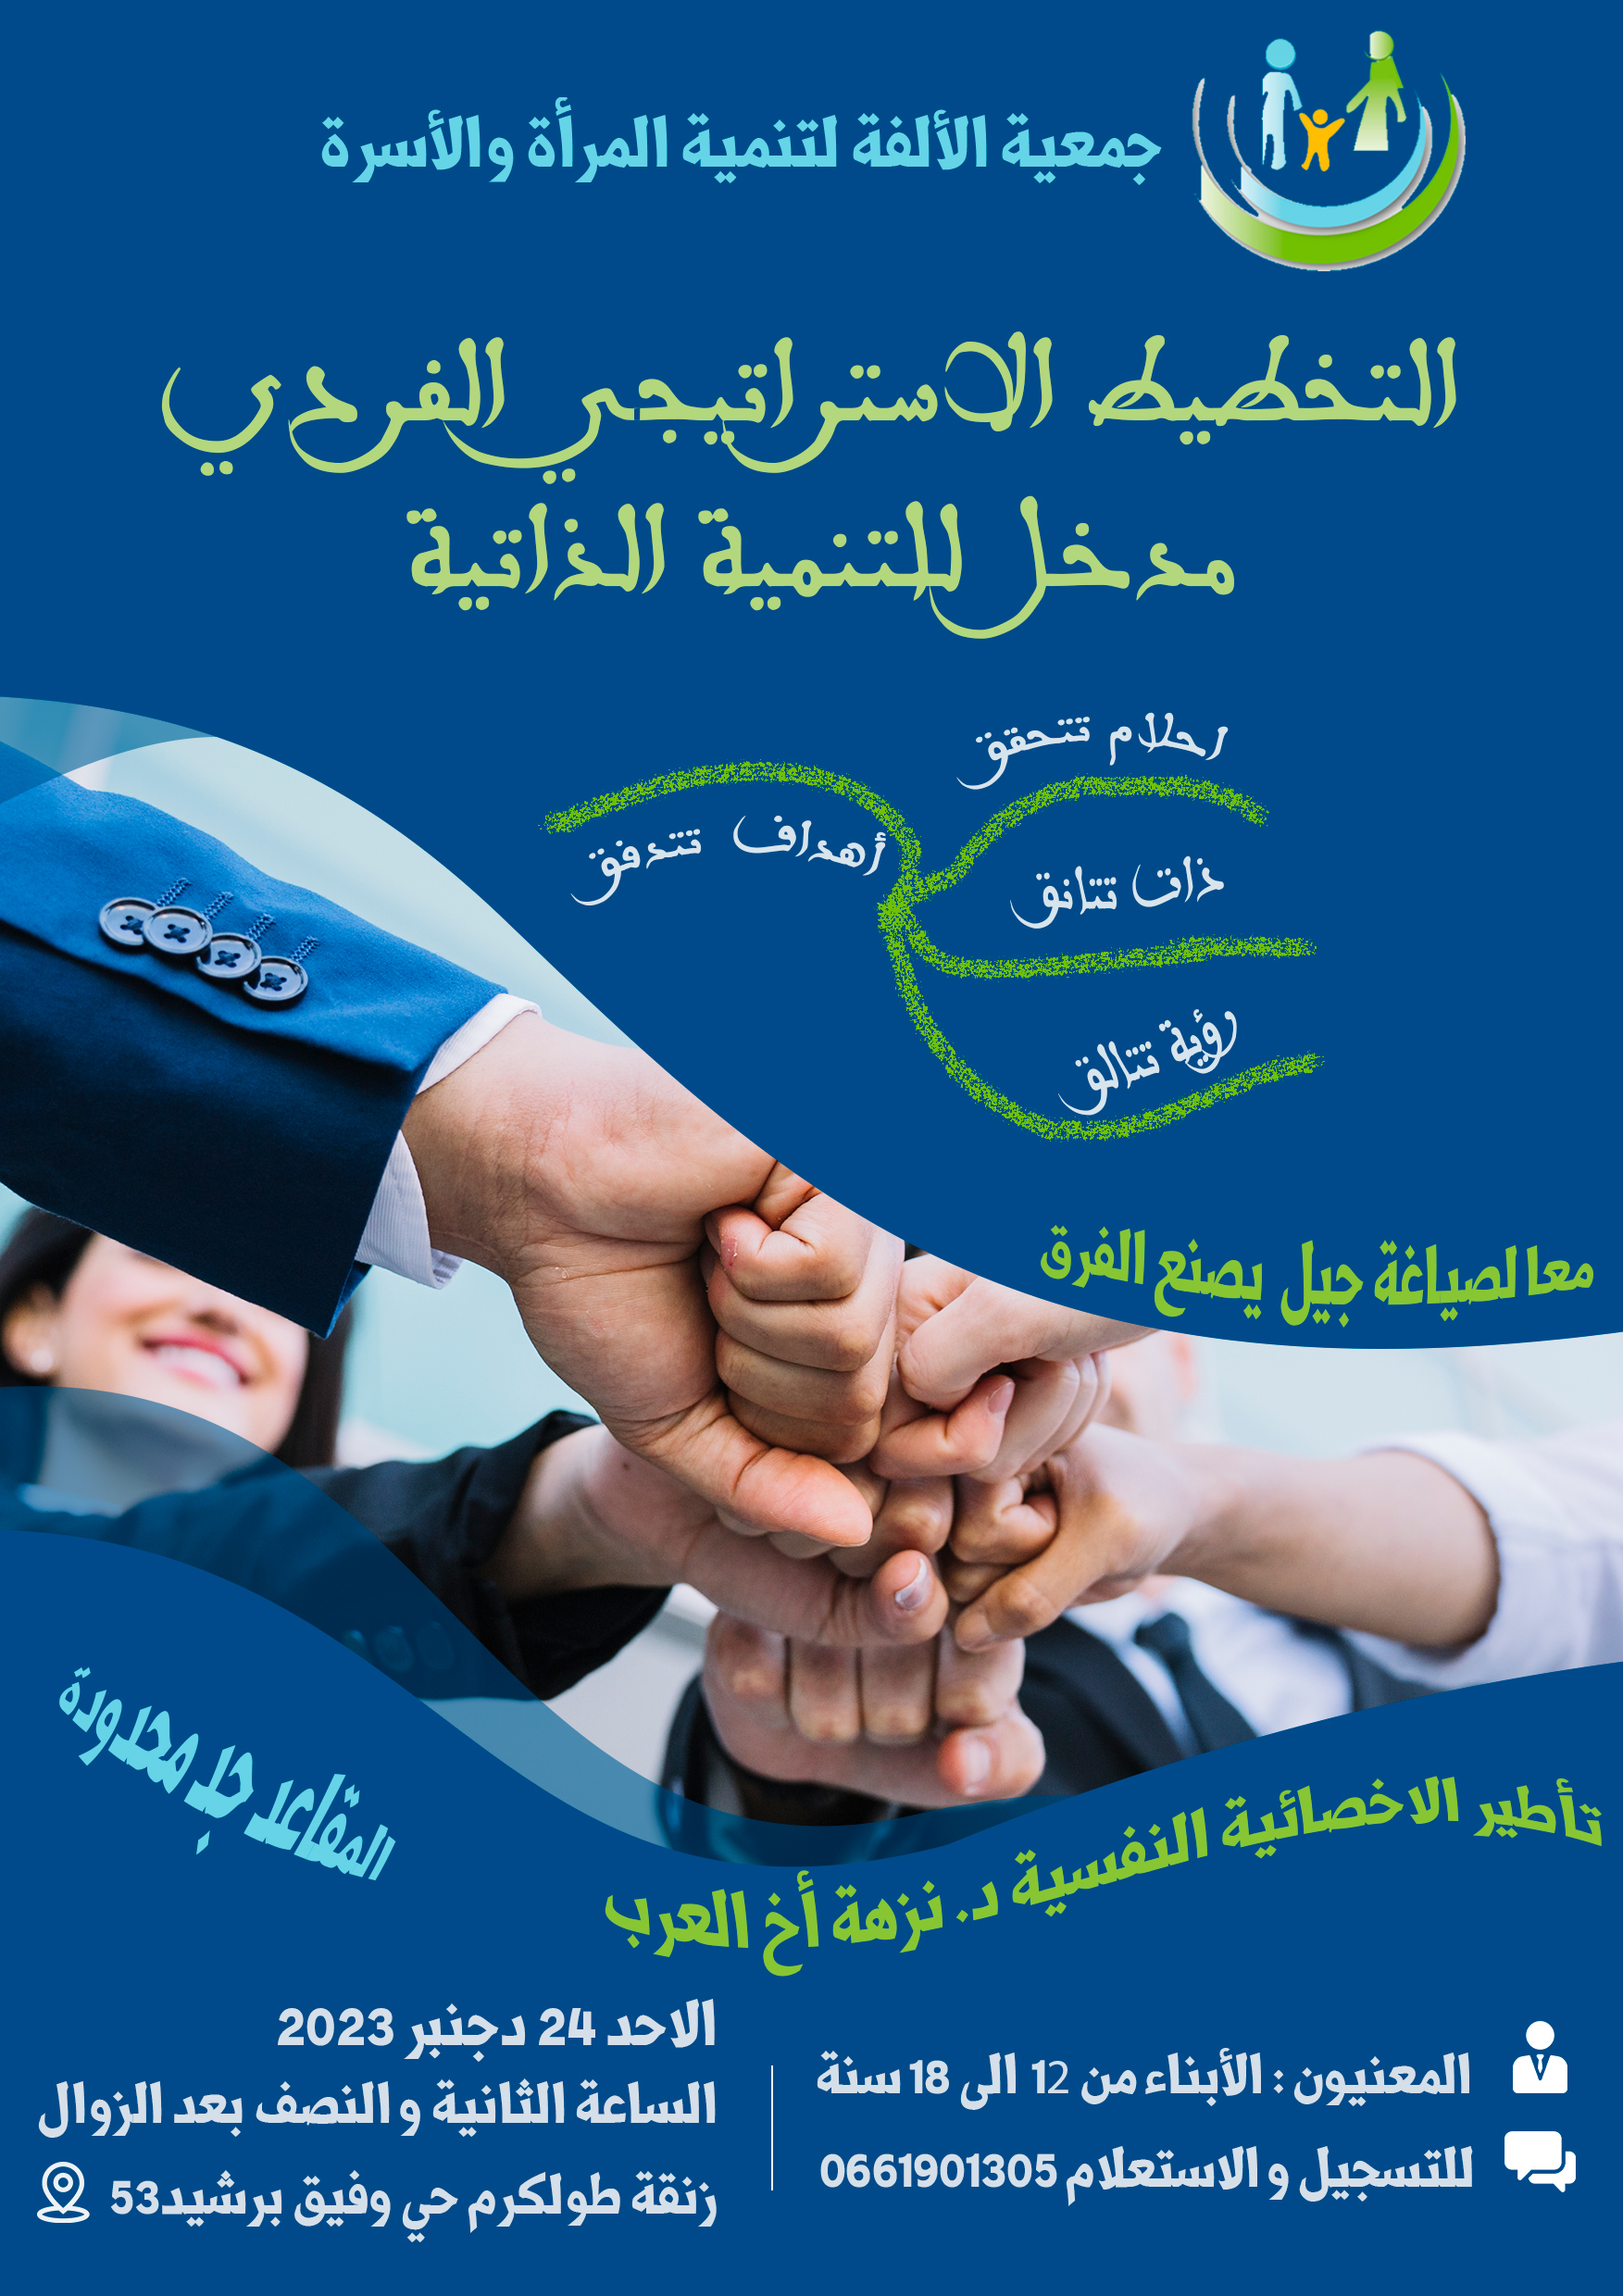 جمعية الألفة لتنمية المرأة والأسرة
التخطيط الاستراتيجي الفردي
مدخل للتنمية الذاتية
احلام تتحقق
أهداف تتدفق
ذات تتانق
رؤية تتالق
معا لصياغة جيل يصنع الفرق
المقاعد جد محدودة
تأطير الاخصائية النفسية د. نزهة أخ العرب
المعنيون : الأبناء من 12 الى 18 سنة
للتسجيل و الاستعلام 0661901305
الاحد 24 دجنبر 2023
الساعة الثانية و النصف بعد الزوال
زنقة طولكرم حي وفيق برشيد53